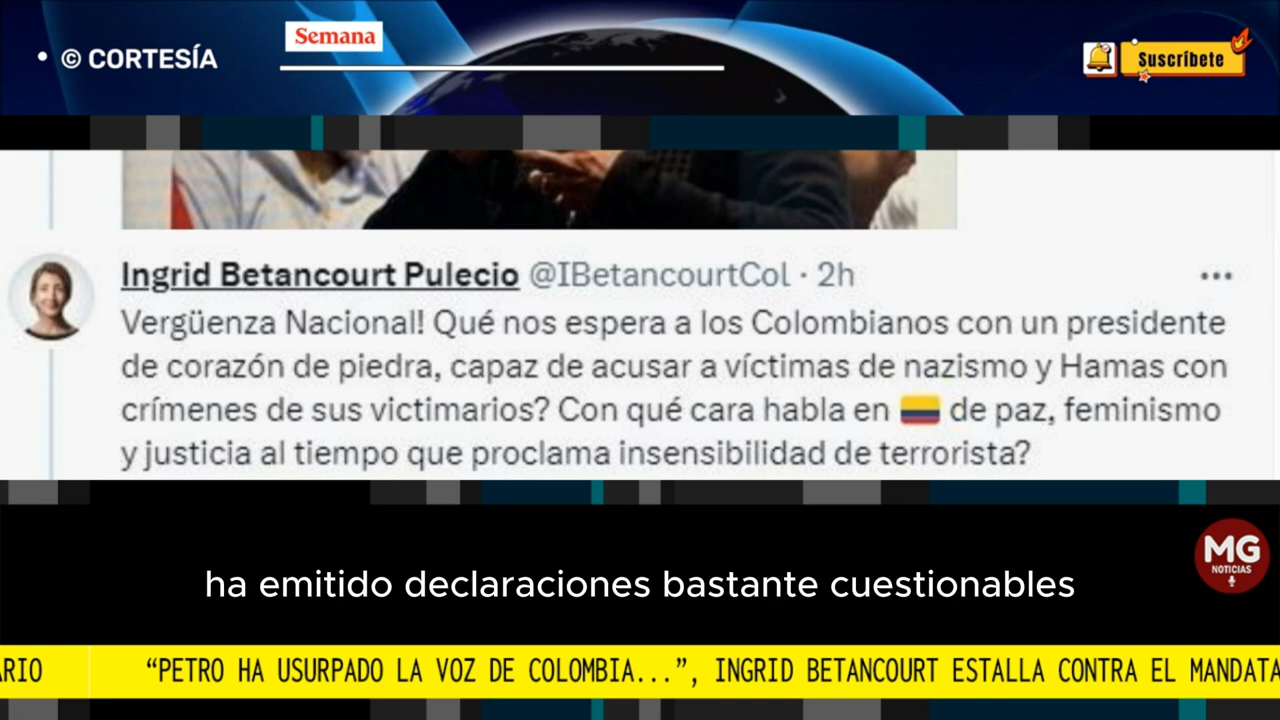 • © CORTESÍA
Semana
Suscríbete
Ingrid Betancourt Pulecio @IBetancourtCol · 2h
Vergüenza Nacional! Qué nos espera a los Colombianos con un presidente
de corazón de piedra, capaz de acusar a víctimas de nazismo y Hamas con
crímenes de sus victimarios? Con qué cara habla en 🇨🇴 de paz, feminismo
y justicia al tiempo que proclama insensibilidad de terrorista?
MG
NOTICIAS
ha emitido declaraciones bastante cuestionables
ARIO “PETRO HA USURPADO LA VOZ DE COLOMBIA...”, INGRID BETANCOURT ESTALLA CONTRA EL MANDATA